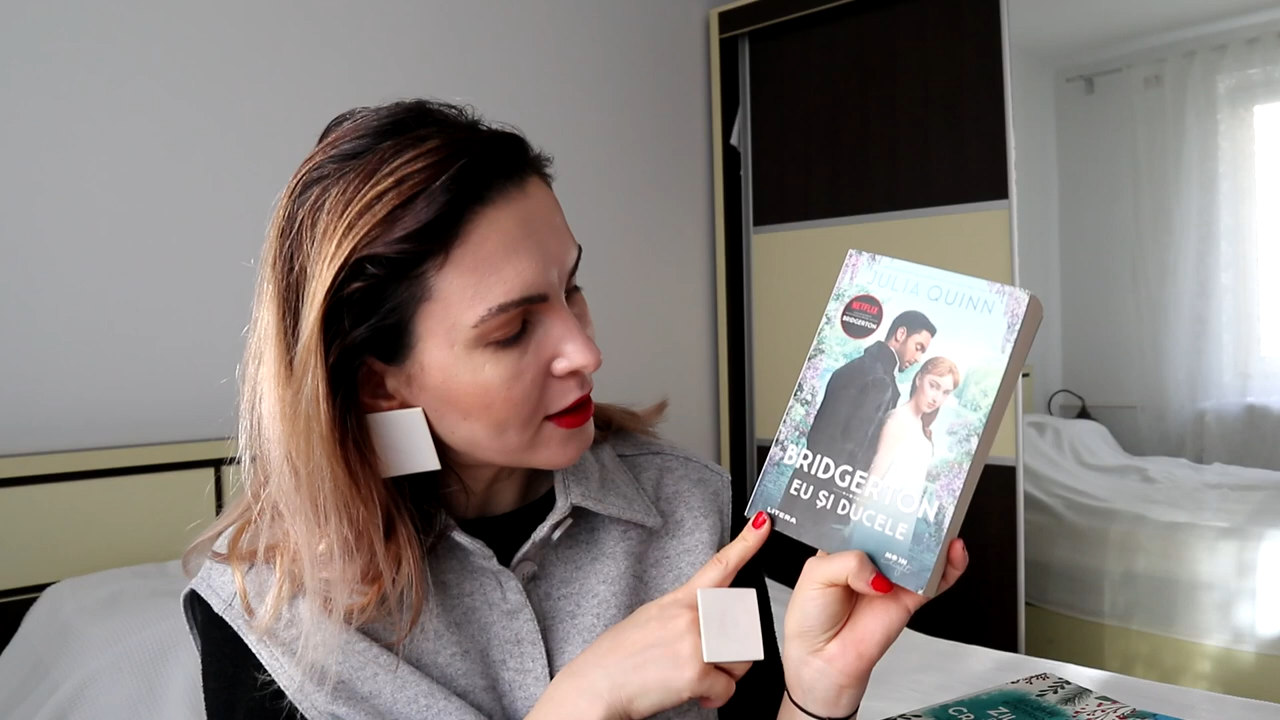 JULIA QUINN
NETFLIX
BRIDGERTON
BRIDGERTON
EU ȘI DUCELE
LITERA